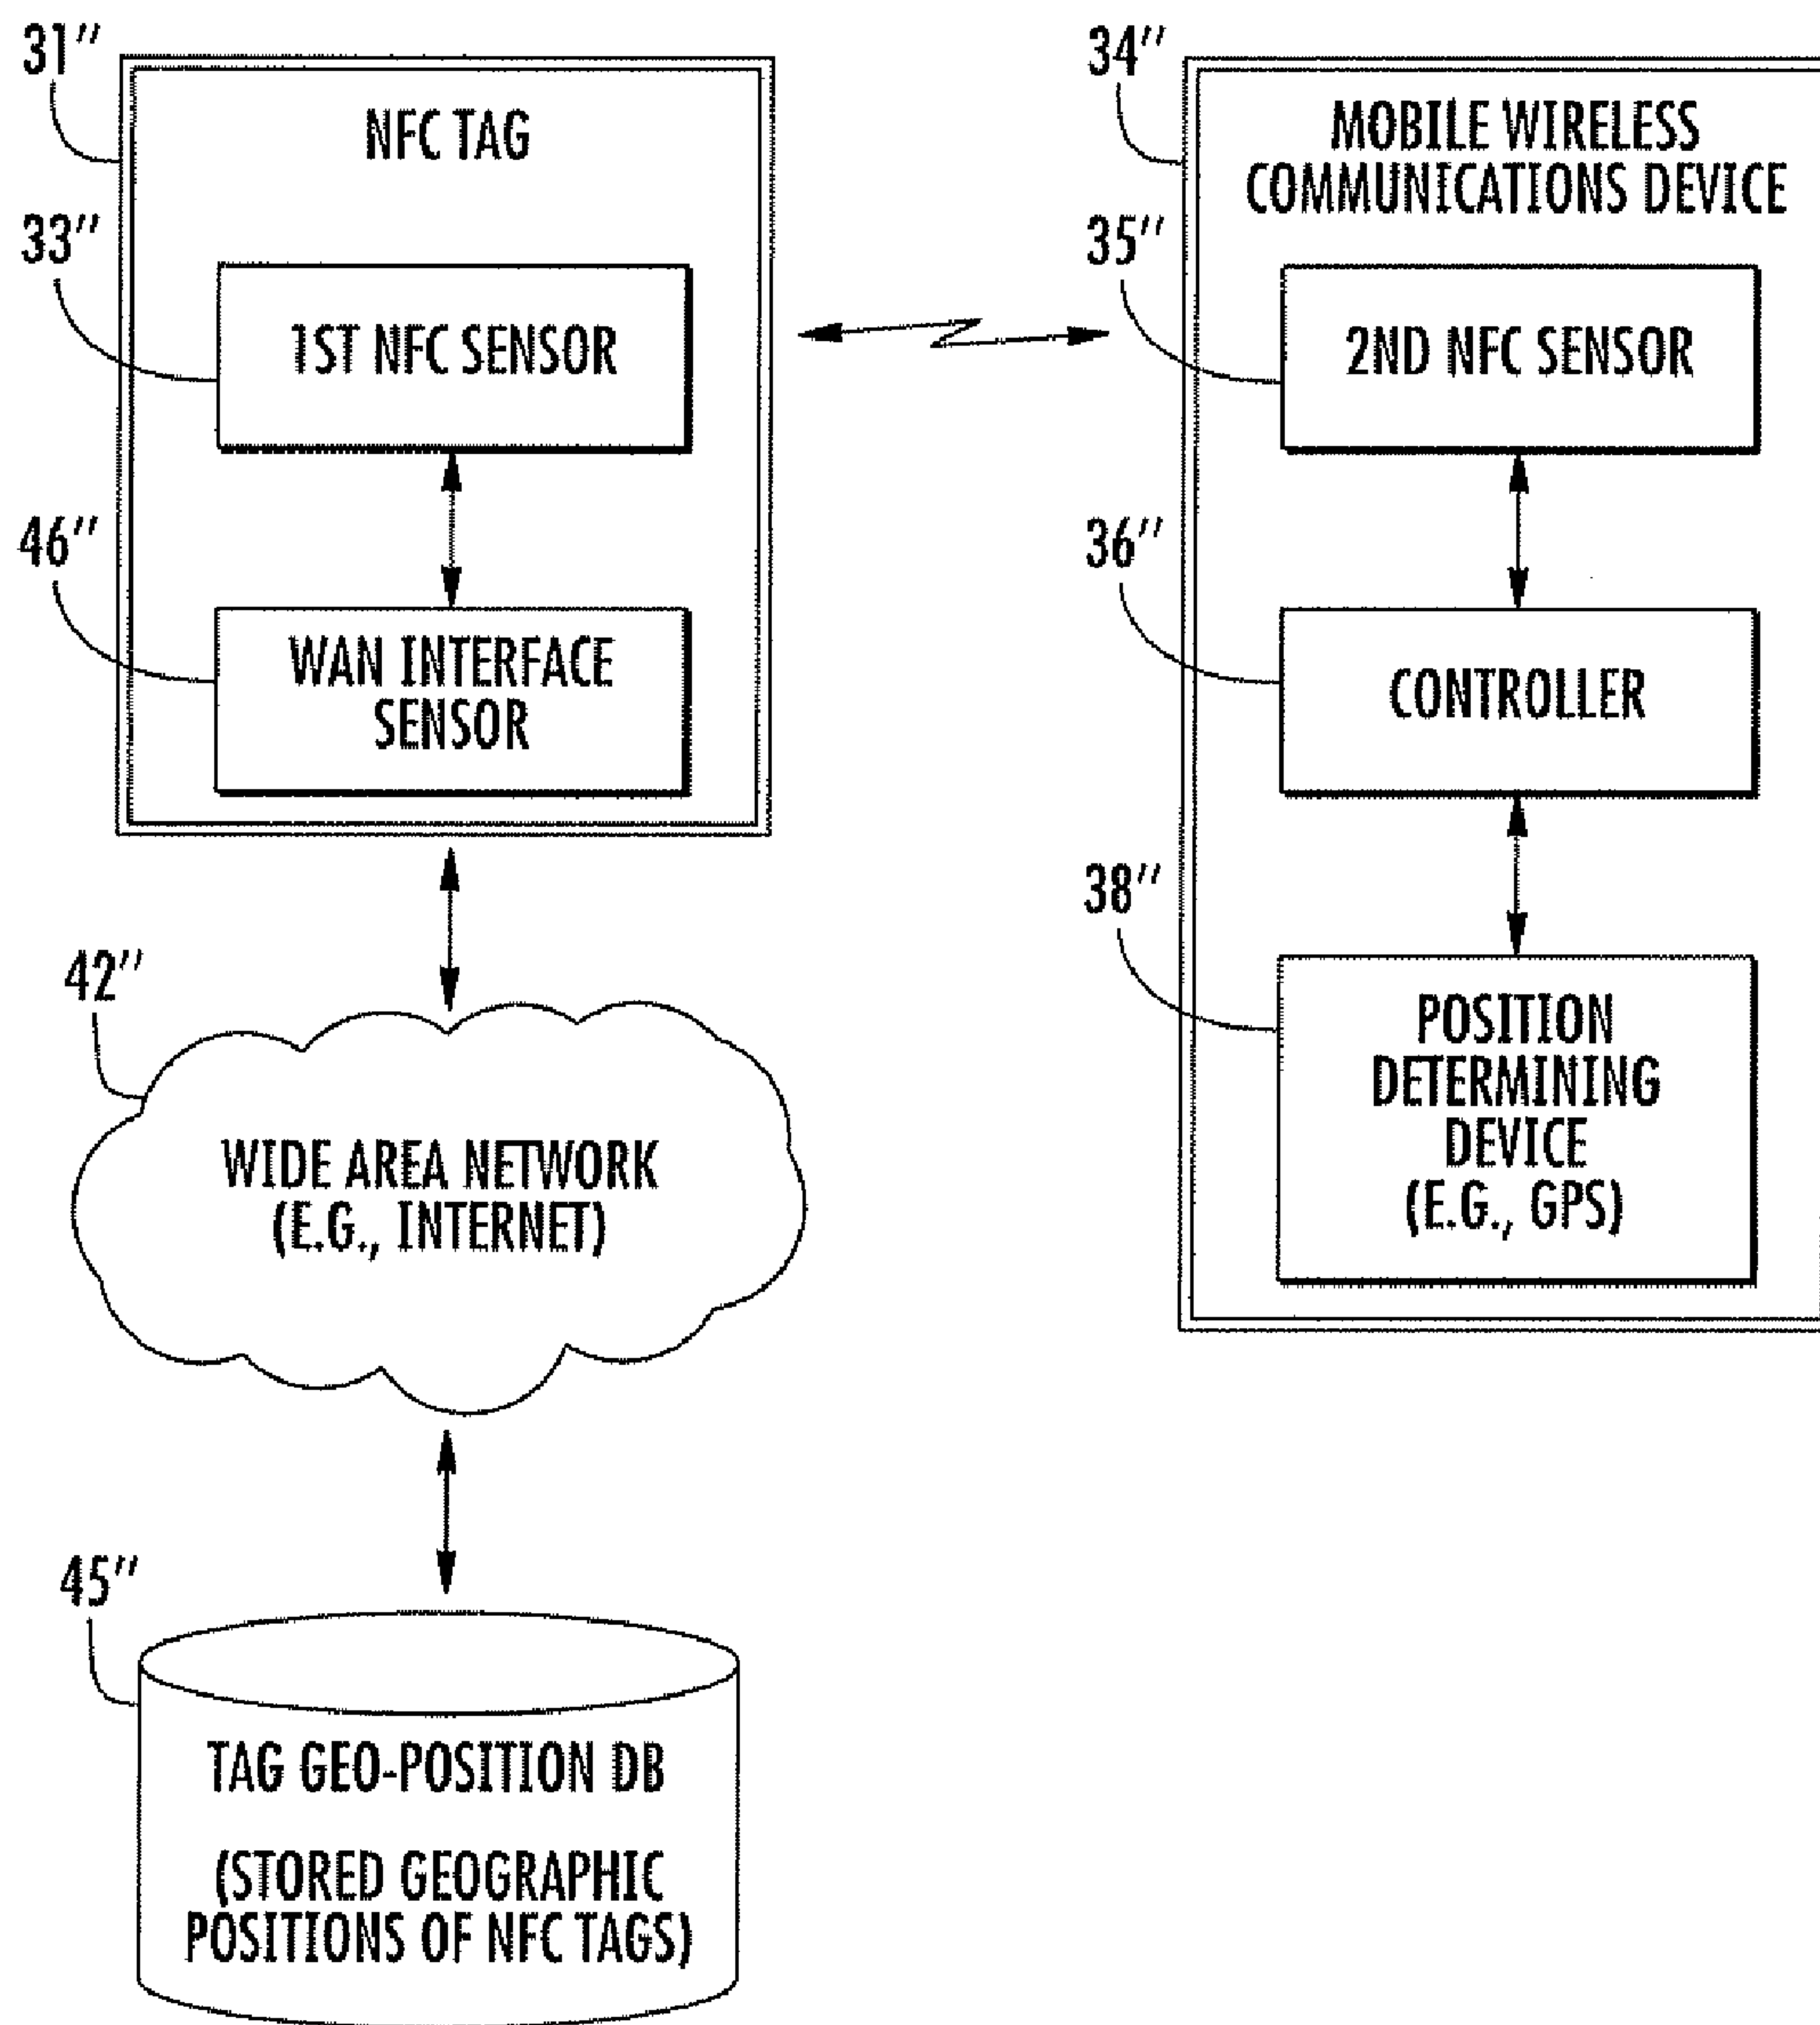 31"
NFC TAG
33"
1ST NFC SENSOR
46"
WAN INTERFACE
SENSOR
42"
WIDE AREA NETWORK
(E.G., INTERNET)
45"
TAG GEO-POSITION DB
(STORED GEOGRAPHIC
POSITIONS OF NFC TAGS)
34"
MOBILE WIRELESS
COMMUNICATIONS DEVICE
35"
2ND NFC SENSOR
36"
CONTROLLER
38"
POSITION
DETERMINING
DEVICE
(E.G., GPS)